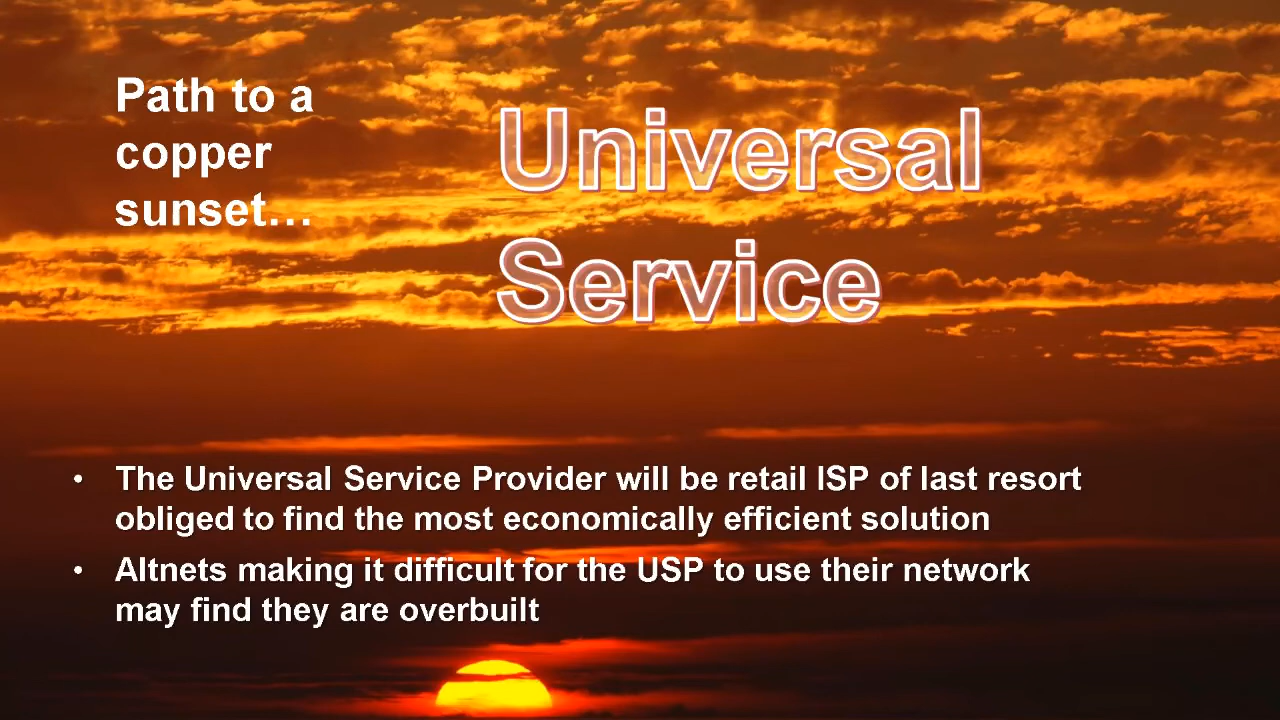 Path to a
copper
sunset…
Universal
Service
• The Universal Service Provider will be retail ISP of last resort
obliged to find the most economically efficient solution
• Altnets making it difficult for the USP to use their network
may find they are overbuilt